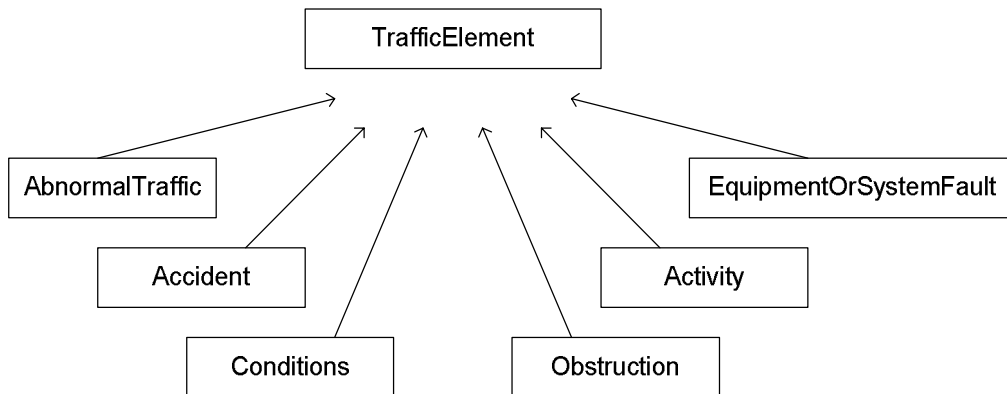 TrafficElement
AbnormalTraffic
EquipmentOrSystemFault
Accident
Activity
Conditions
Obstruction